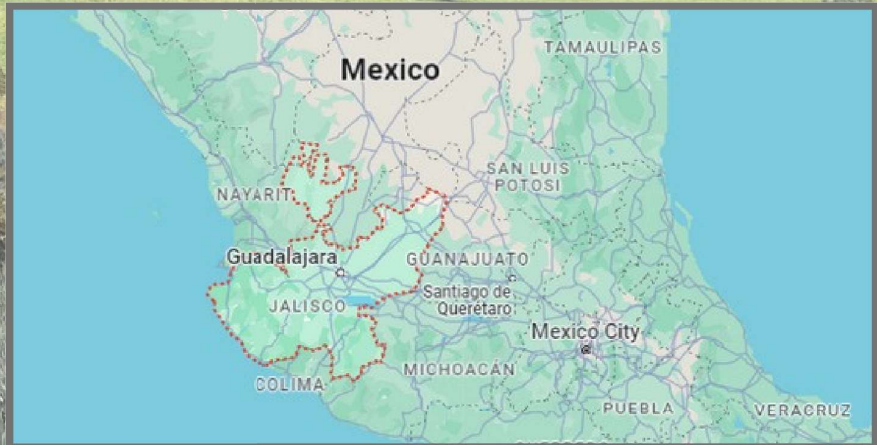 TAMAULIPAS
Mexico
SAN LUIS
POTOSI
NAYARIT
Guadalajara
GUANAJUATO
Santiago de
Querétaro
JALISCO
Mexico City
MICHOACÁN
COLIMA
PUEBLA
VERACRUZ